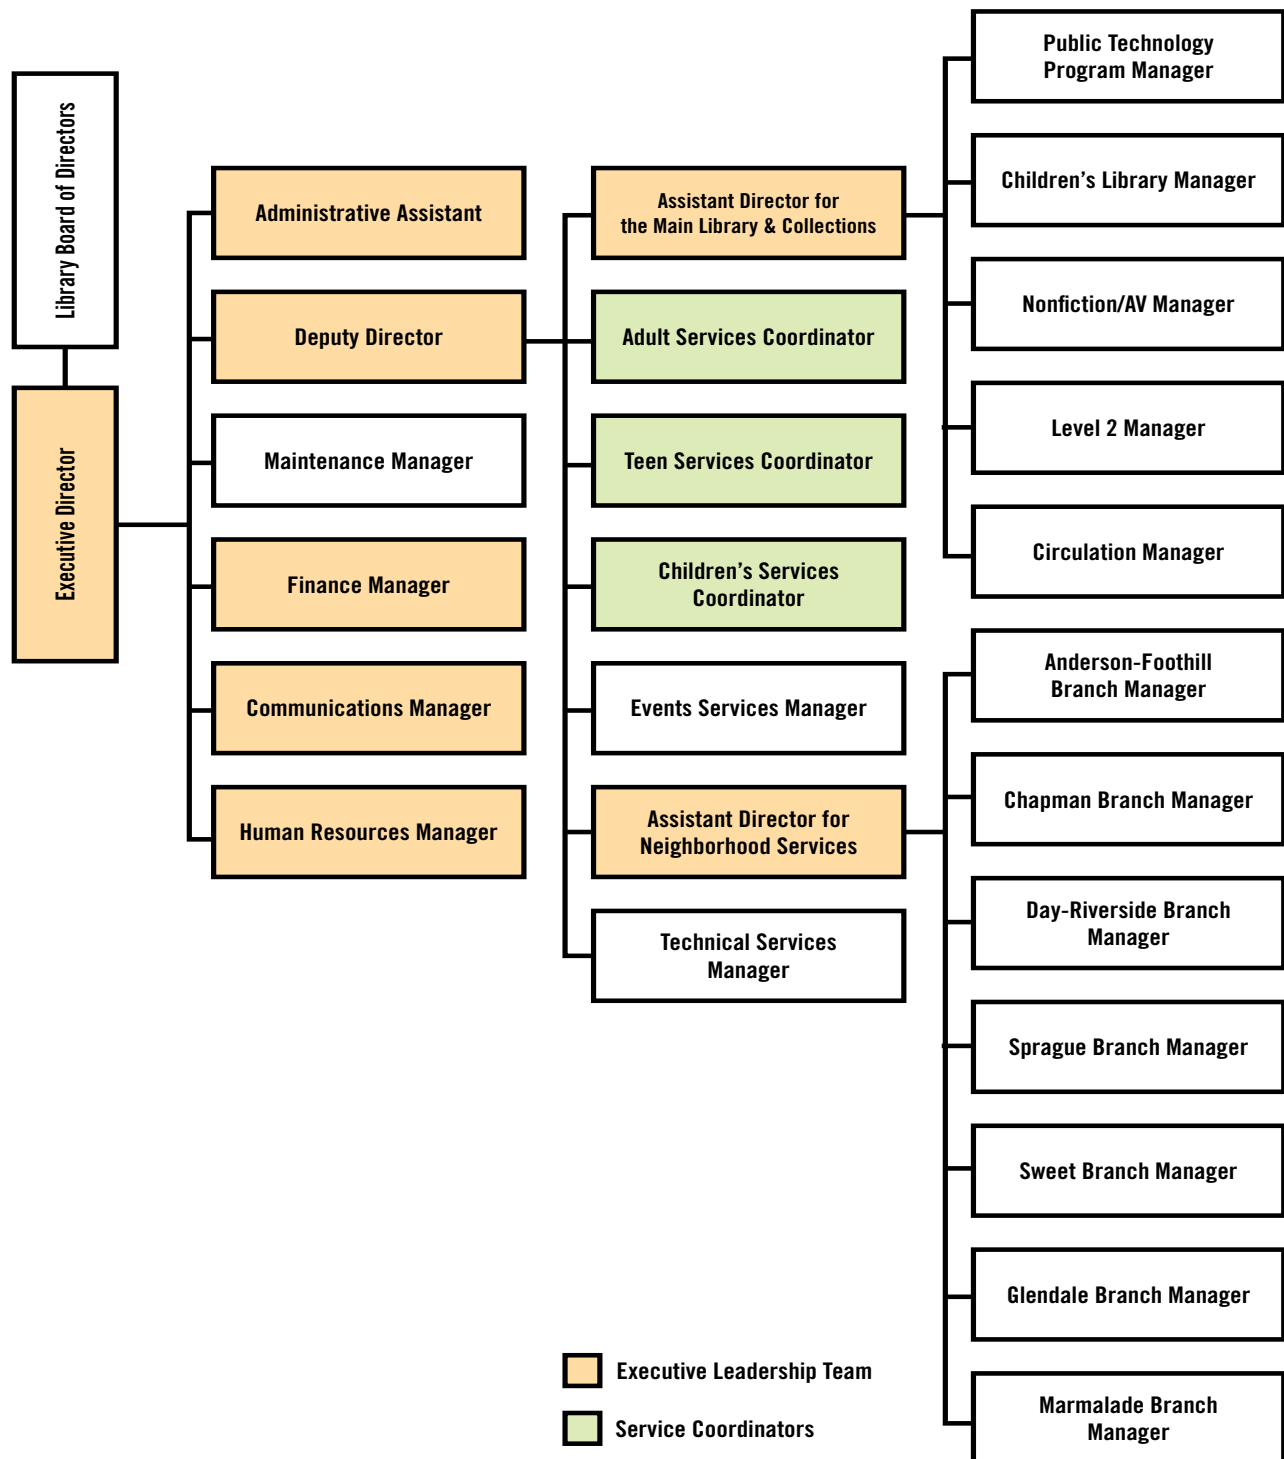 Library Board of Directors
Executive Director
Administrative Assistant
Deputy Director
Maintenance Manager
Finance Manager
Communications Manager
Human Resources Manager
Assistant Director for
the Main Library & Collections
Adult Services Coordinator
Teen Services Coordinator
Children's Services
Coordinator
Events Services Manager
Assistant Director for
Neighborhood Services
Technical Services
Manager
Public Technology
Program Manager
Children's Library Manager
Nonfiction/AV Manager
Level 2 Manager
Circulation Manager
Anderson-Foothill
Branch Manager
Chapman Branch Manager
Day-Riverside Branch
Manager
Sprague Branch Manager
Sweet Branch Manager
Glendale Branch Manager
Marmalade Branch
Manager
Executive Leadership Team
Service Coordinators